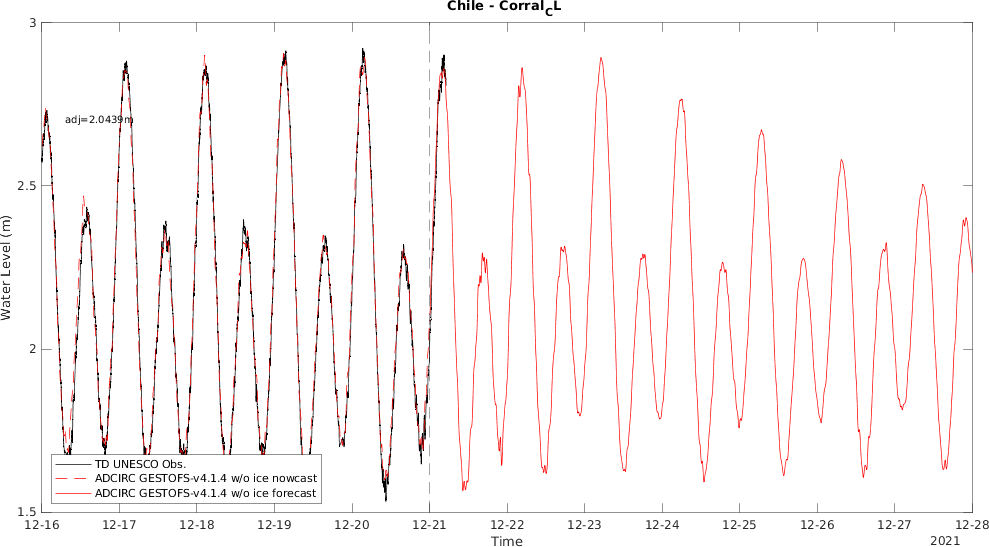 Chile - Corral_CL
3
adj=2.0439m
2.5
Water Level (m)
2
TD UNESCO Obs.
ADCIRC GESTOFS-v4.1.4 w/o ice nowcast
ADCIRC GESTOFS-v4.1.4 w/o ice forecast
1.5
12-16 12-17 12-18 12-19 12-20 12-21 12-22 12-23 12-24 12-25 12-26 12-27 12-28
Time
2021